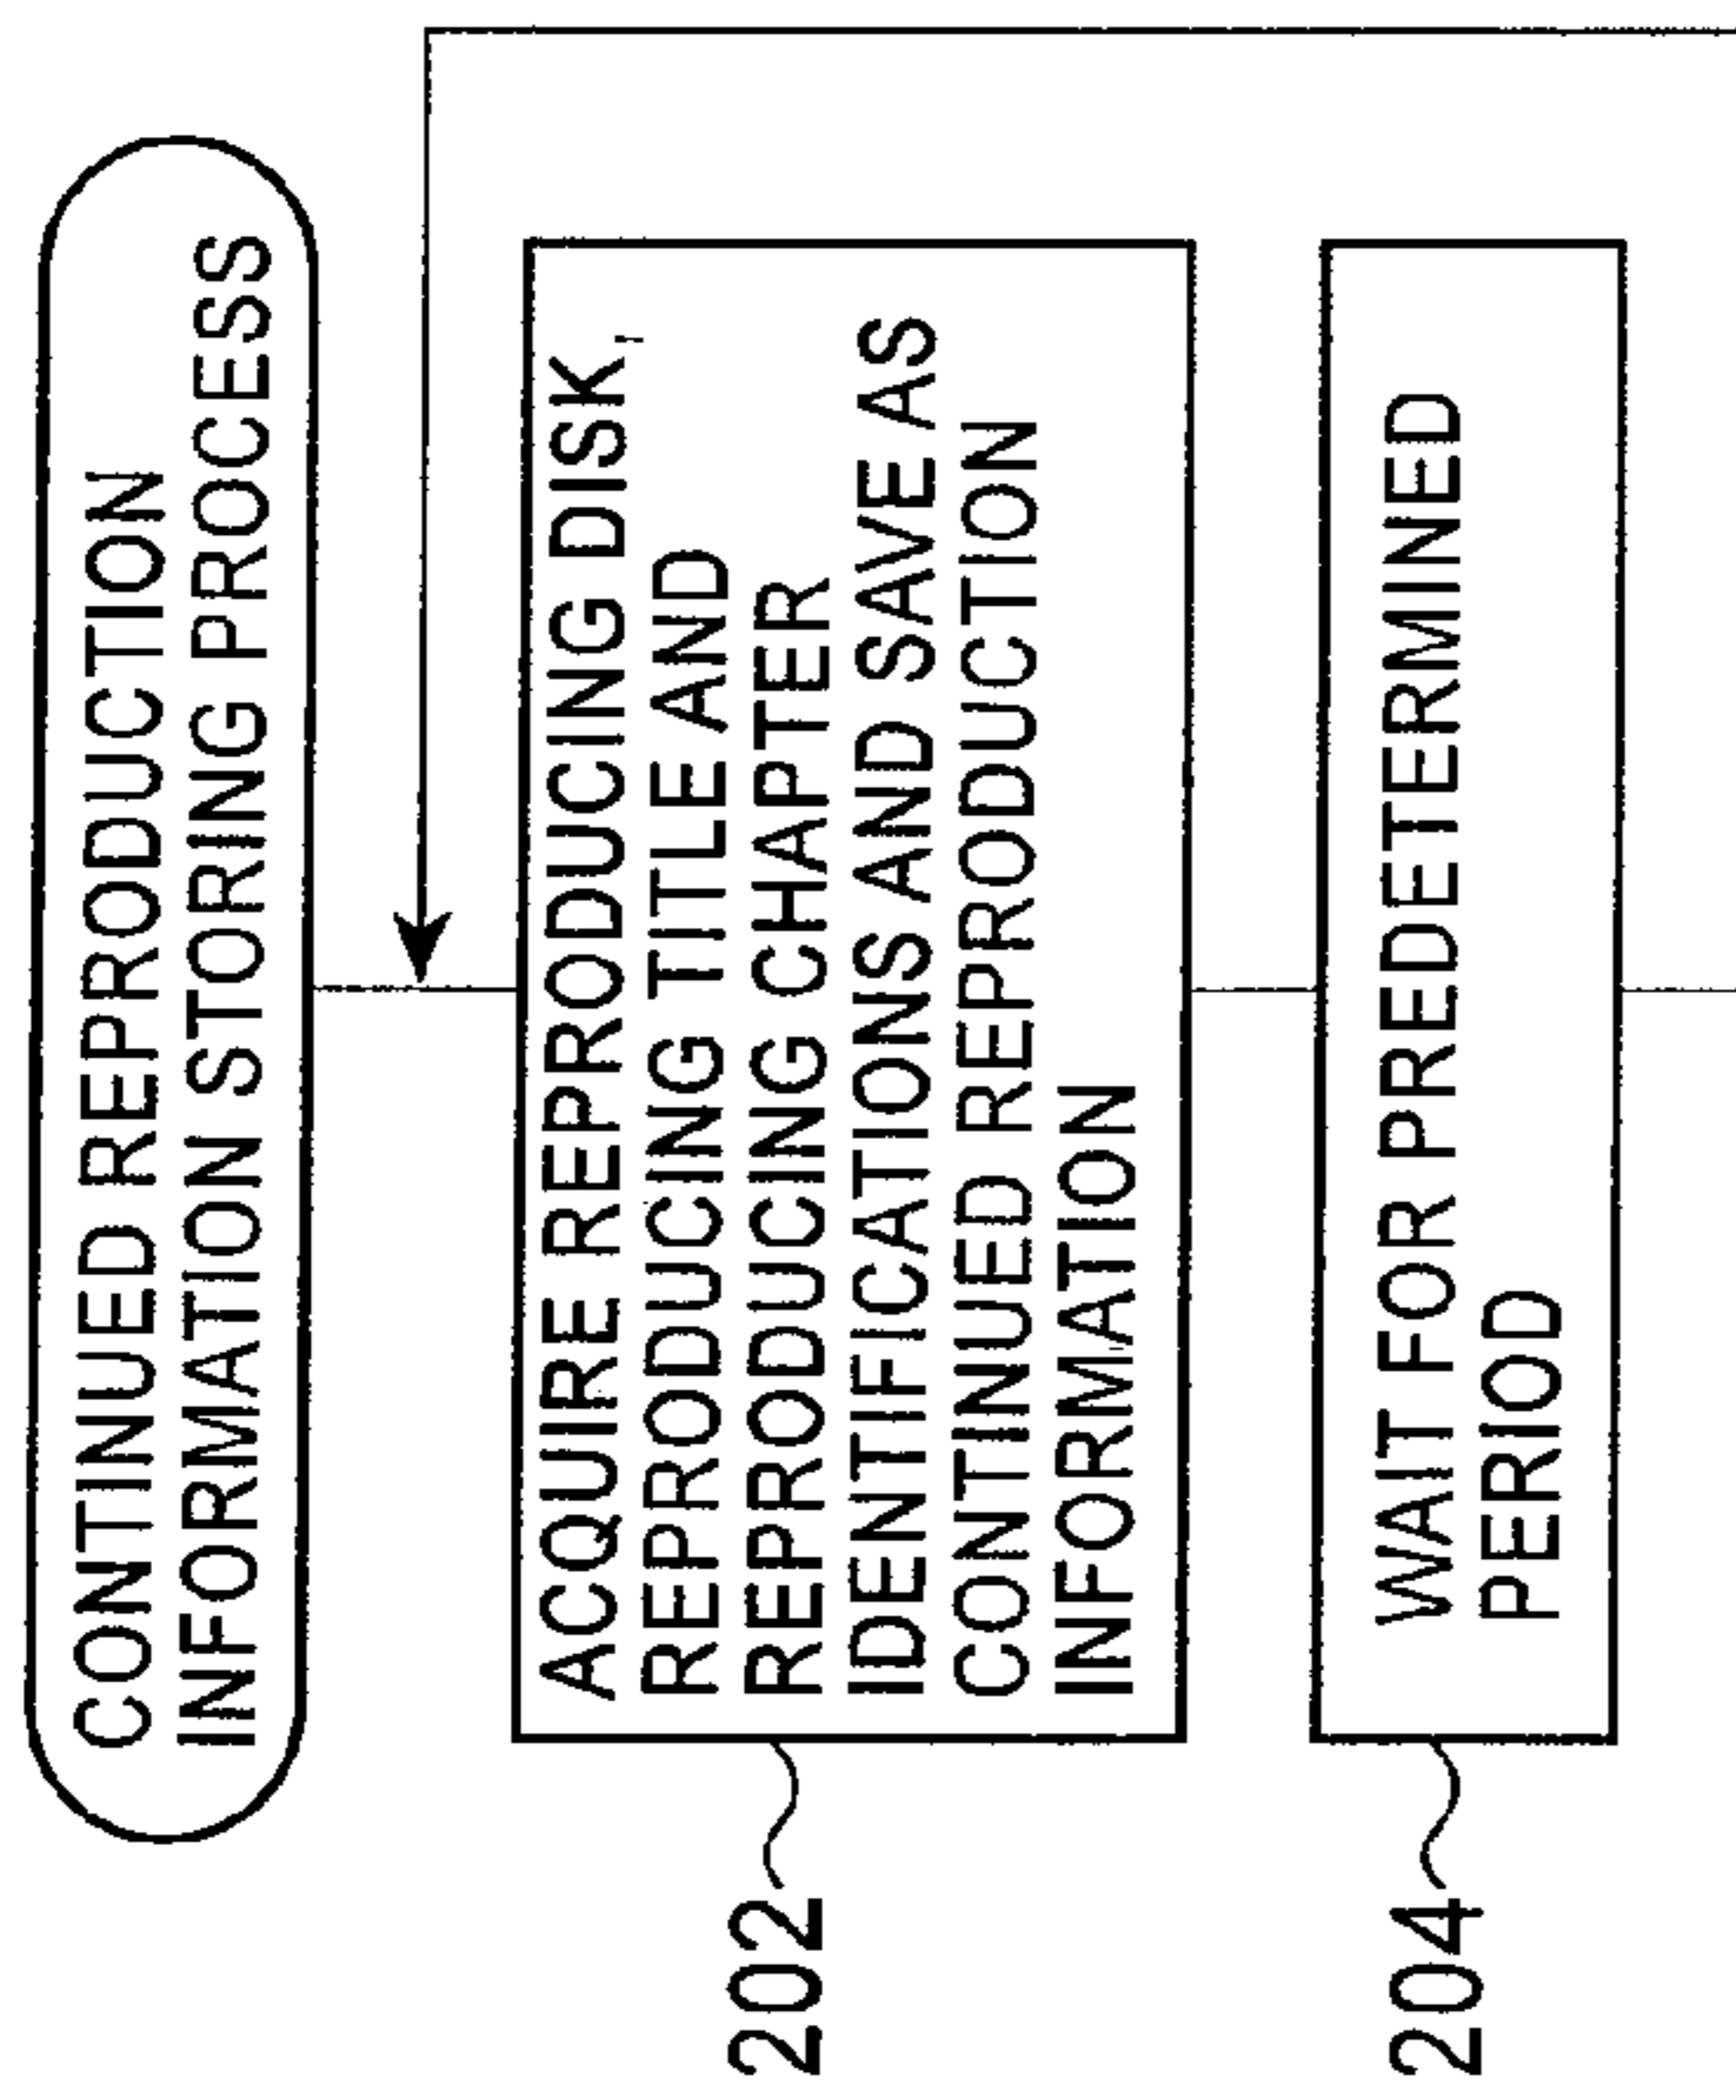 CONTINUED REPRODUCTION
INFORMATION STORING PROCESS
ACQUIRE REPRODUCING DISK,
REPRODUCING TITLE AND
REPRODUCING CHAPTER
IDENTIFICATIONS AND SAVE AS
CONTINUED REPRODUCTION
INFORMATION
202
WAIT FOR PREDETERMINED
PERIOD
204